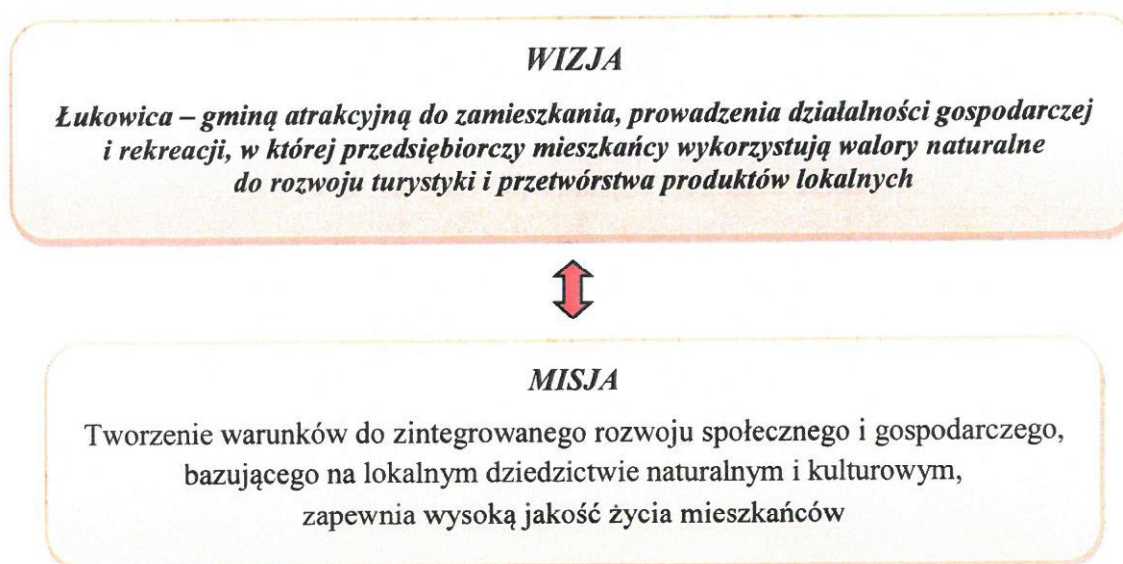 WIZJA
Łukowica – gminą atrakcyjną do zamieszkania, prowadzenia działalności gospodarczej
i rekreacji, w której przedsiębiorczy mieszkańcy wykorzystują walory naturalne
do rozwoju turystyki i przetwórstwa produktów lokalnych
MISJA
Tworzenie warunków do zintegrowanego rozwoju społecznego i gospodarczego,
bazującego na lokalnym dziedzictwie naturalnym i kulturowym,
zapewnia wysoką jakość życia mieszkańców